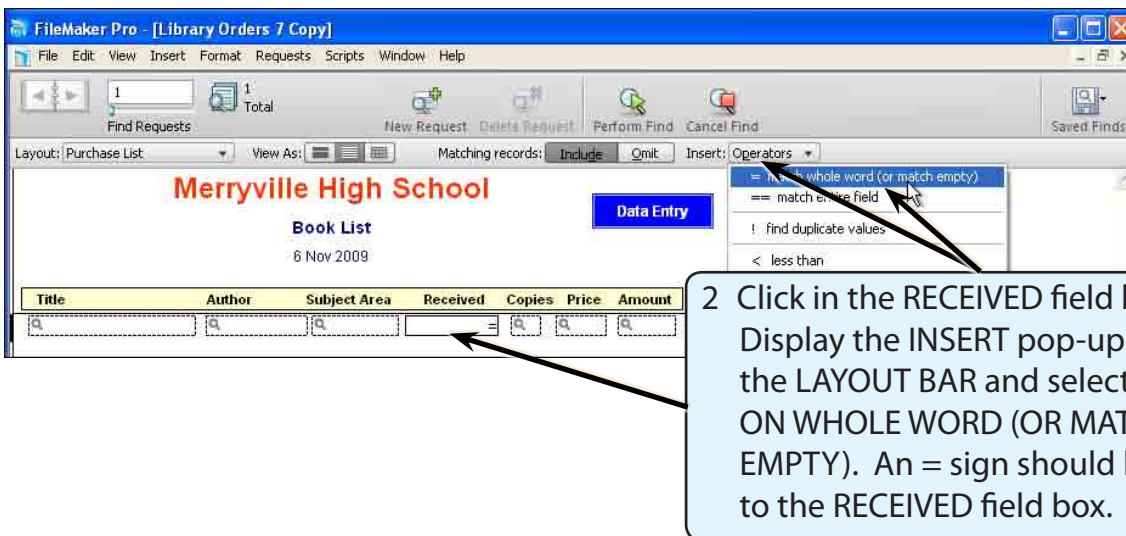 FileMaker Pro - [Library Orders 7 Copy]
File Edit View Insert Format Requests Scripts Window Help
1
1
Total
Find Requests
New Request Delete Request Perform Find Cancel Find
Saved Finds
Layout: Purchase List View As: Matching records: Include Omit Insert: Operators
= match whole word (or match empty)
== match entire field
! find duplicate values
< less than
Merryville High School
Data Entry
Book List
6 Nov 2009
Title Author Subject Area Received Copies Price Amount
=
2 Click in the RECEIVED field
Display the INSERT pop-up
the LAYOUT BAR and select
ON WHOLE WORD (OR MAT
EMPTY). An = sign should
to the RECEIVED field box.